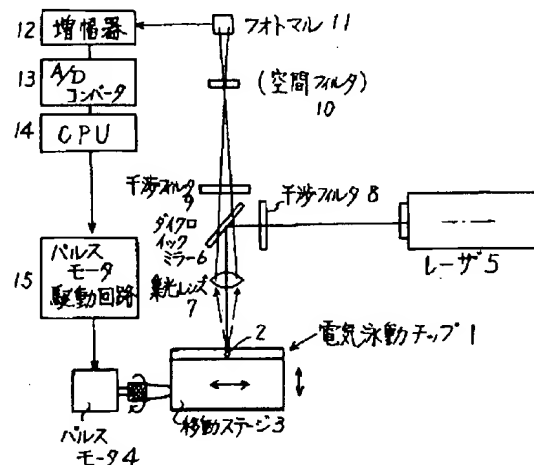 12
増幅器
フォトマル 11
13
A/D
コンバータ
(空間フィルタ)
10
14
CPU
干渉フィルタ
9
干渉フィルタ 8
ダイクロ
イック
ミラー6
レーザ5
15
パルス
モータ
駆動回路
集光レンズ
7
2
電気泳動チップ1
移動ステージ3
パルス
モータ4